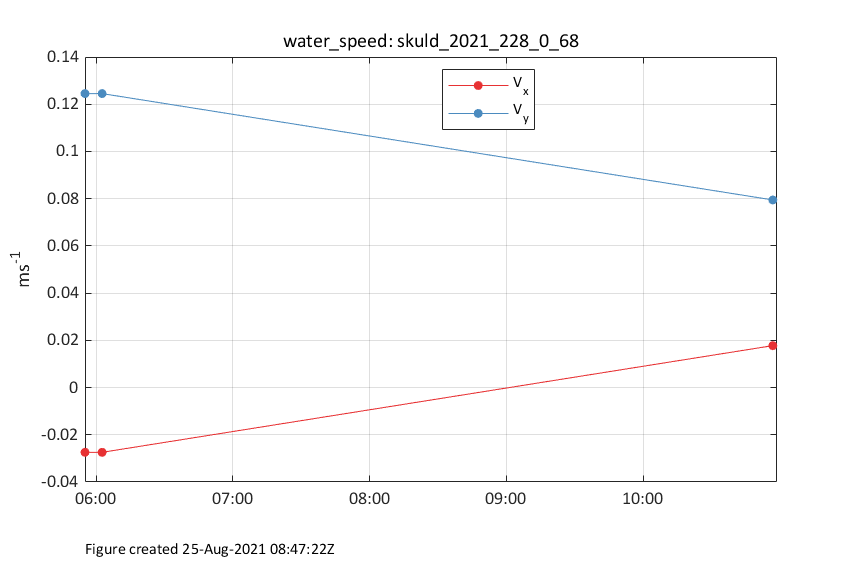 water_speed: skuld_2021_228_0_68
0.14
0.12
0.1
0.08
0.06
0.04
0.02
0
-0.02
-0.04
ms-1
Vx
Vy
06:00 07:00 08:00 09:00 10:00
Figure created 25-Aug-2021 08:47:22Z